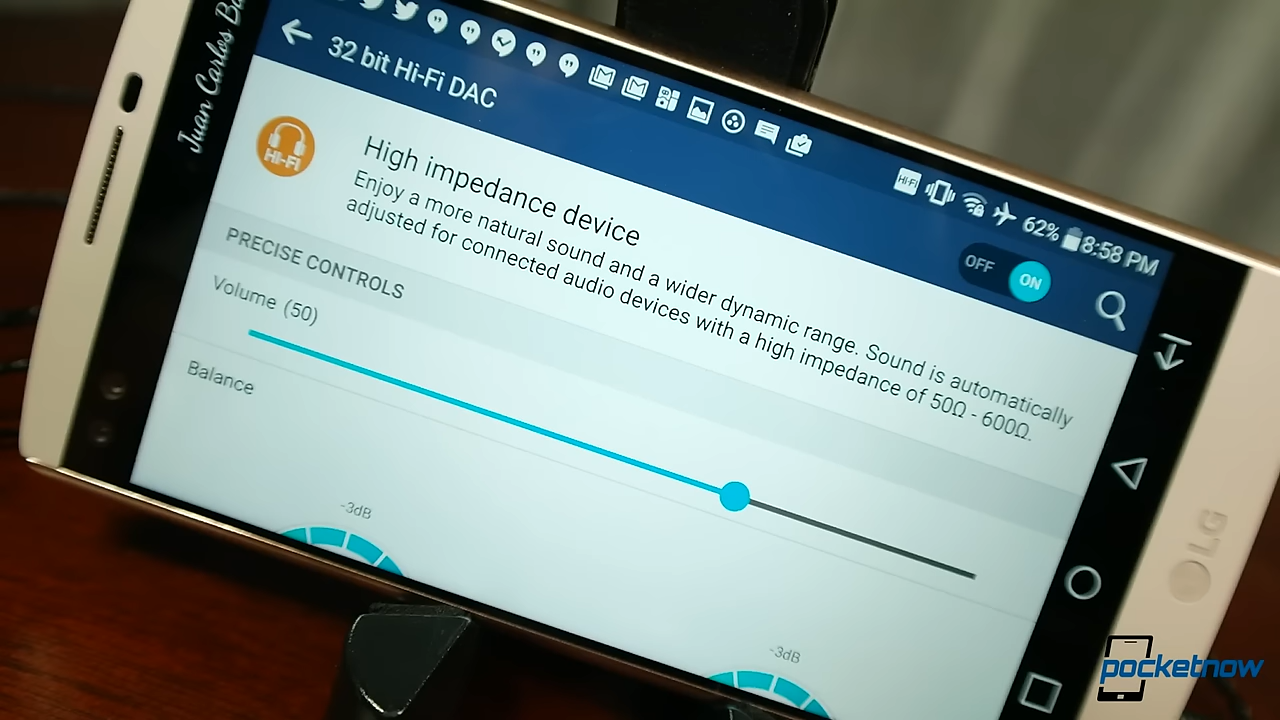 Juan Carlos Ba
32 bit Hi-Fi DAC
HI-FI
62% 8:58 PM
OFF ON
HI-FI
High impedance device
Enjoy a more natural sound and a wider dynamic range. Sound is automatically
adjusted for connected audio devices with a high impedance of 50Ω - 600Ω.
PRECISE CONTROLS
Volume (50)
Balance
-3dB
-3dB
LG
pocketnow